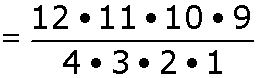 = 12 • 11 • 10 • 9
4 • 3 • 2 • 1